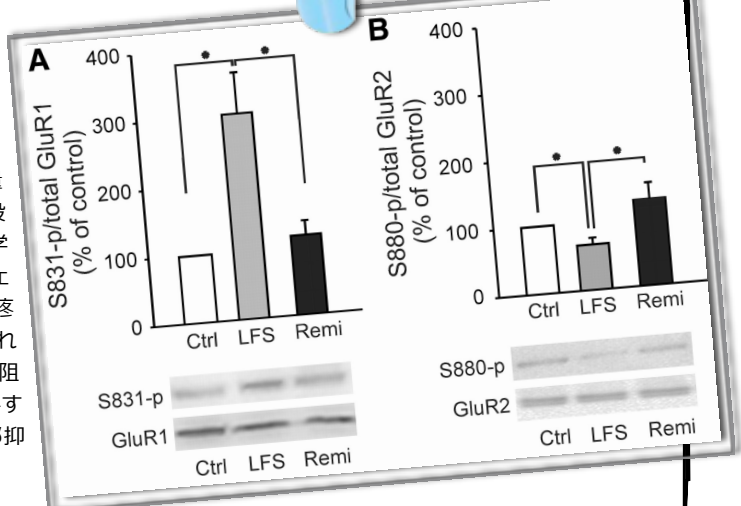 A
B
S831-p/total GluR1
(% of control)
400
300
200
100
0
*
*
Ctrl
LFS
Remi
S831-p
GluR1
Ctrl
LFS
Remi
S880-p/total GluR2
(% of control)
400
300
200
100
0
*
*
Ctrl
LFS
Remi
S880-p
GluR2
Ctrl
LFS
Remi
学
疼
れ
阻
す
抑